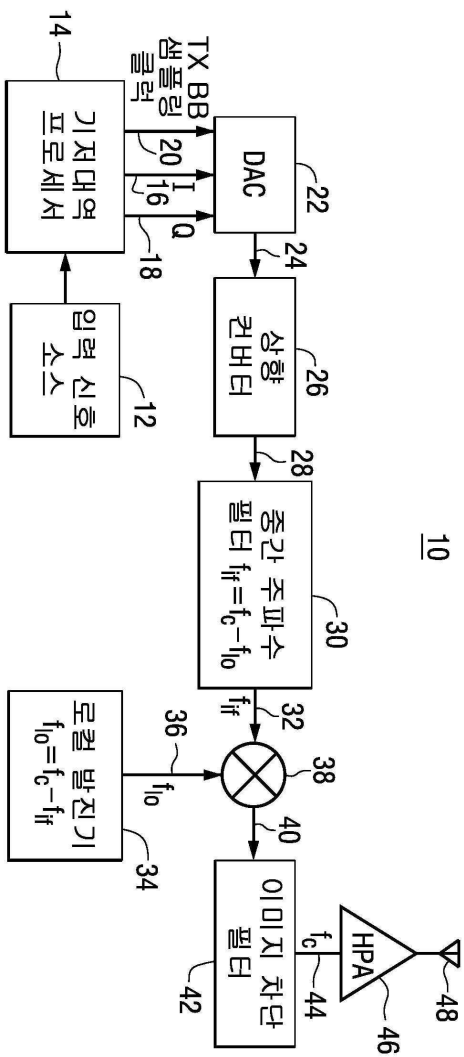 10
14
기저대역
프로세서
TX BB
샘플링
클럭
20
I
16
Q
18
입력 신호
소스
12
DAC
22
24
상향
컨버터
26
28
중간 주파수
필터 f_if=f_c-f_lo
30
f_if
32
38
로컬 발진기
f_lo=f_c-f_if
34
36
f_lo
40
이미지 차단
필터
42
f_c
44
HPA
46
48